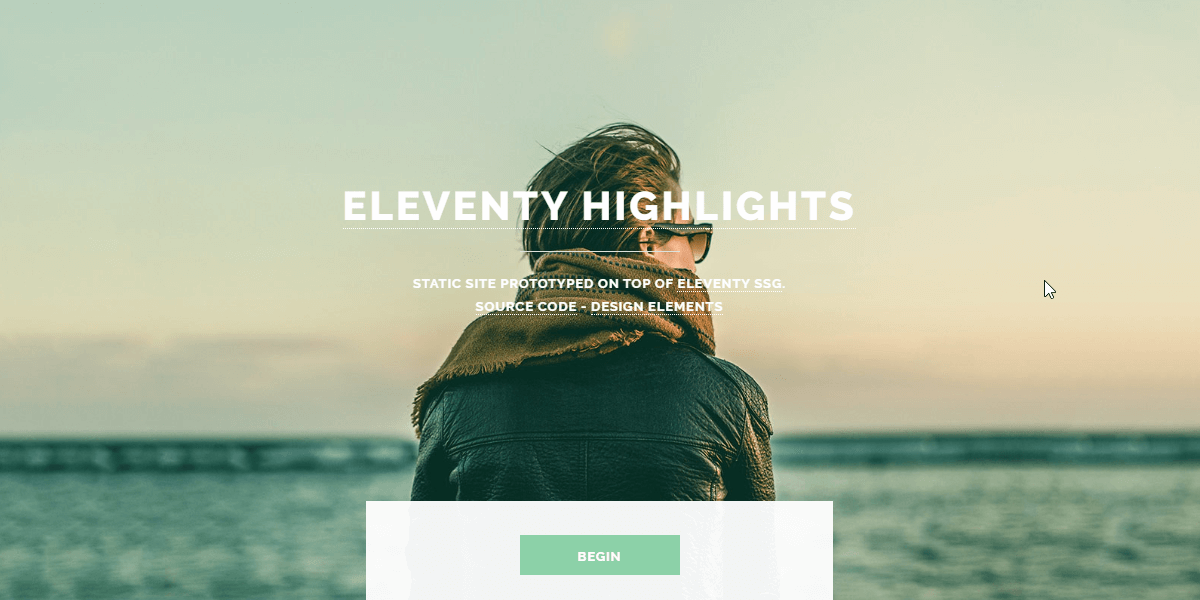 ELEVENTY HIGHLIGHTS
STATIC SITE PROTOTYPED ON TOP OF ELEVENTY SSG.
SOURCE CODE - DESIGN ELEMENTS
BEGIN